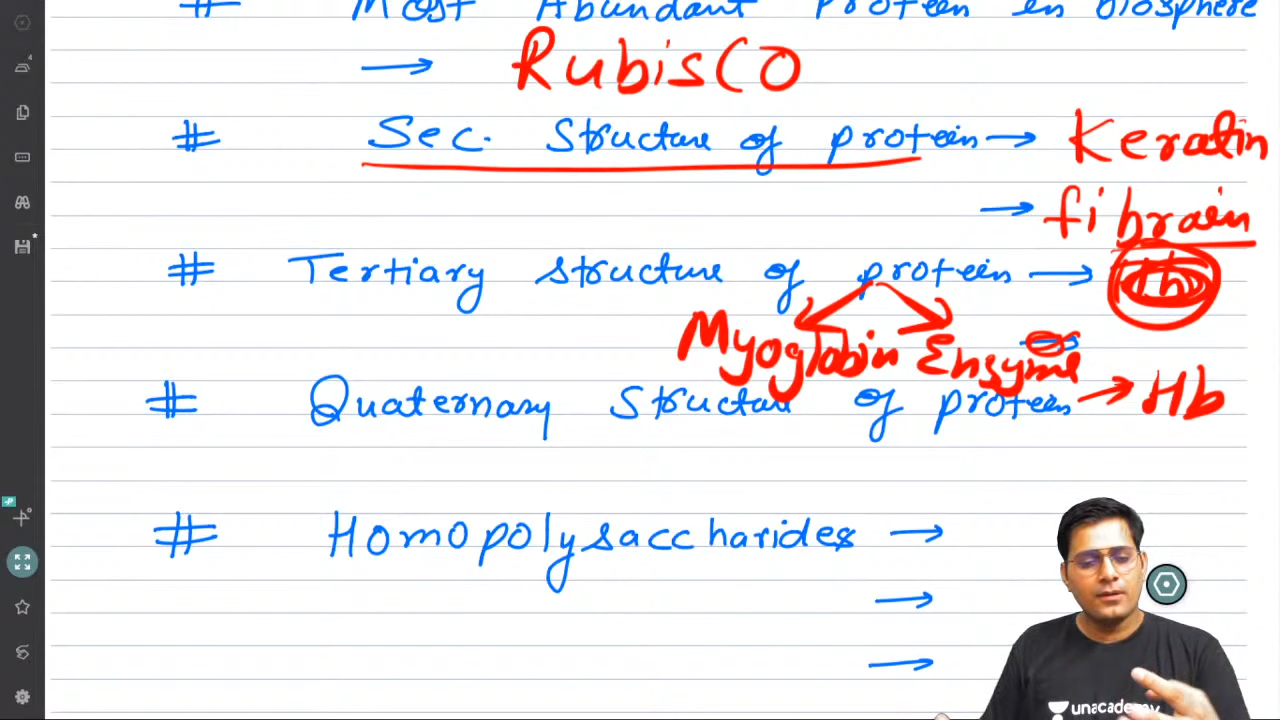 # Most Abundant Protein in biosphere
→ RubisCO
# Sec. Structure of protein → Keratin
→ fibrain
# Tertiary structure of protein →
Myoglobin Enzyme
# Quaternary Structure of protein → Hb
# Homopolysaccharides →
→
→
unacademy